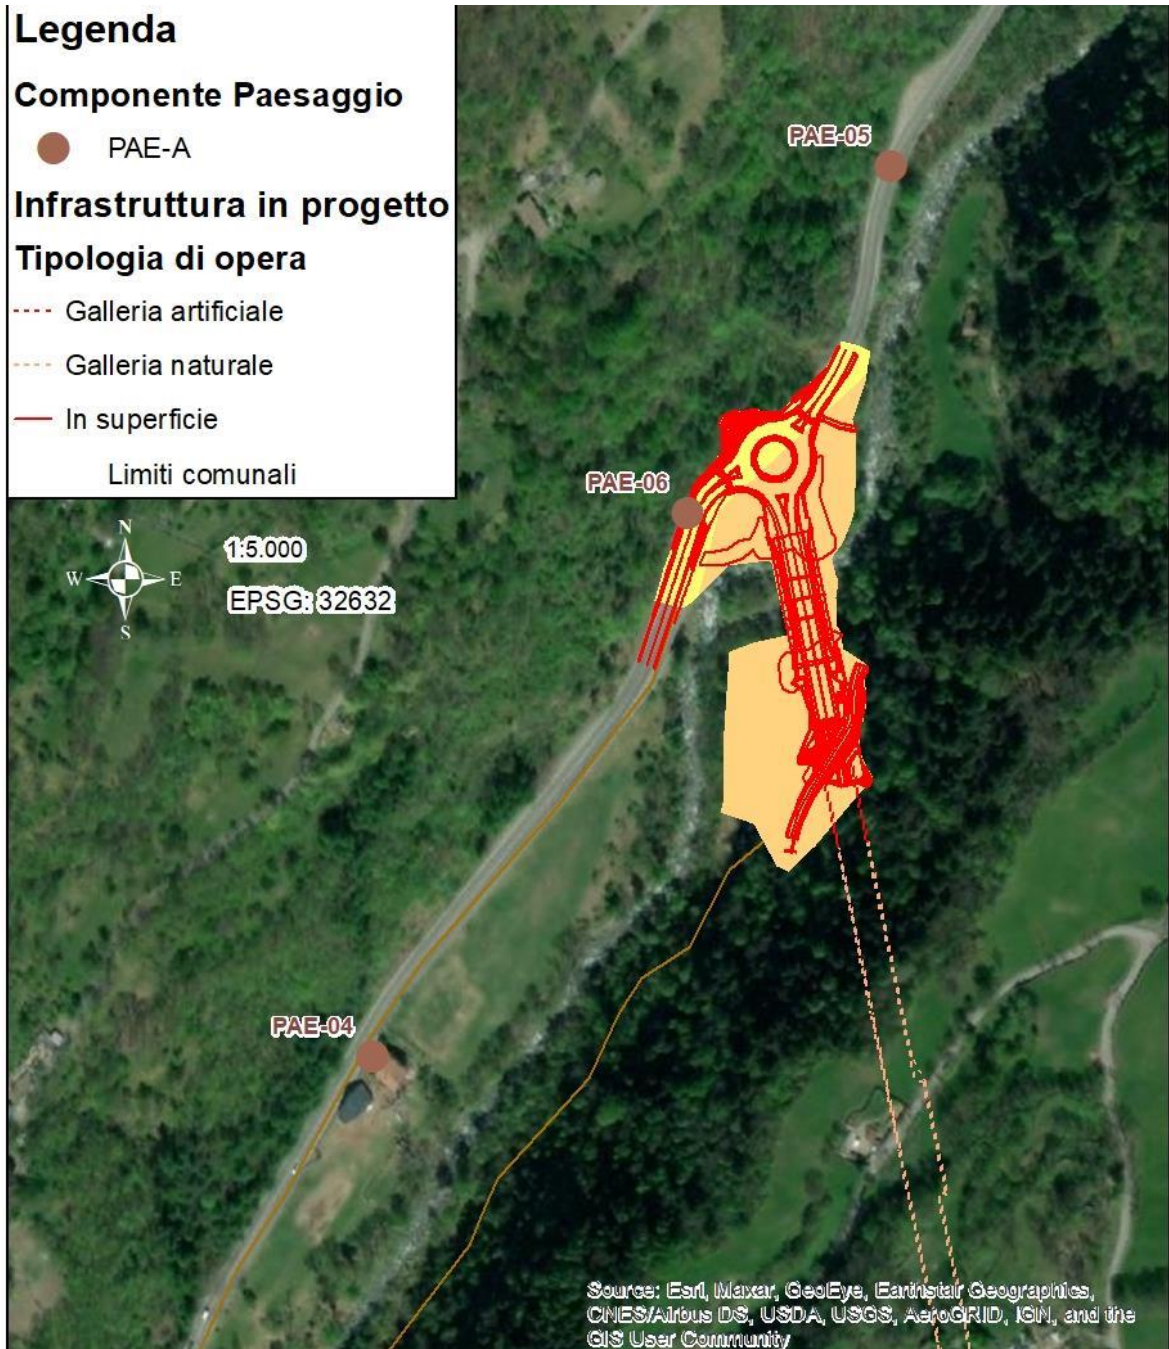 Legenda
Componente Paesaggio
PAE-A
Infrastruttura in progetto
Tipologia di opera
Galleria artificiale
Galleria naturale
In superficie
Limiti comunali
N
W E
S
1:5.000
EPSG: 32632
PAE-05
PAE-06
PAE-04
Source: Esri, Maxar, GeoEye, Earthstar Geographics,
CNES/Airbus DS, USDA, USGS, AeroGRID, IGN, and the
GIS User Community